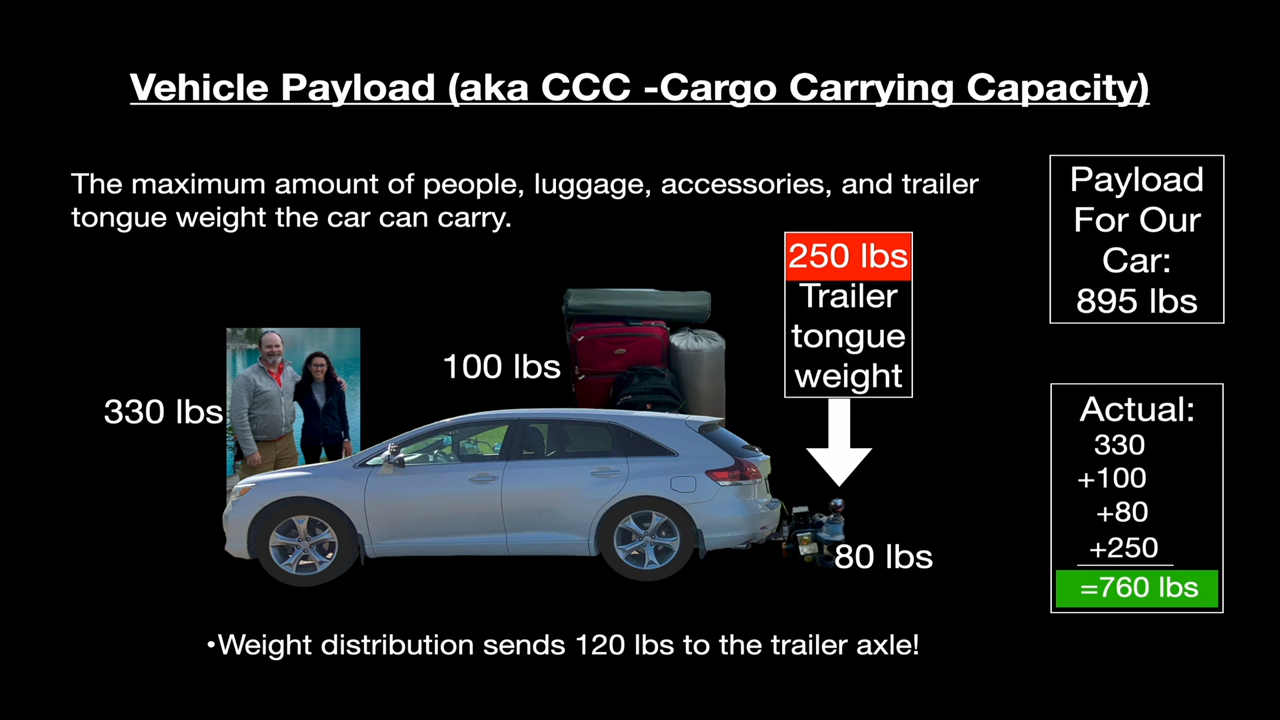 Vehicle Payload (aka CCC -Cargo Carrying Capacity)
The maximum amount of people, luggage, accessories, and trailer
tongue weight the car can carry.
Payload
For Our
Car:
895 lbs
250 lbs
Trailer
tongue
weight
100 lbs
330 lbs
80 lbs
Actual:
330
+100
+80
+250
=760 lbs
•Weight distribution sends 120 lbs to the trailer axle!